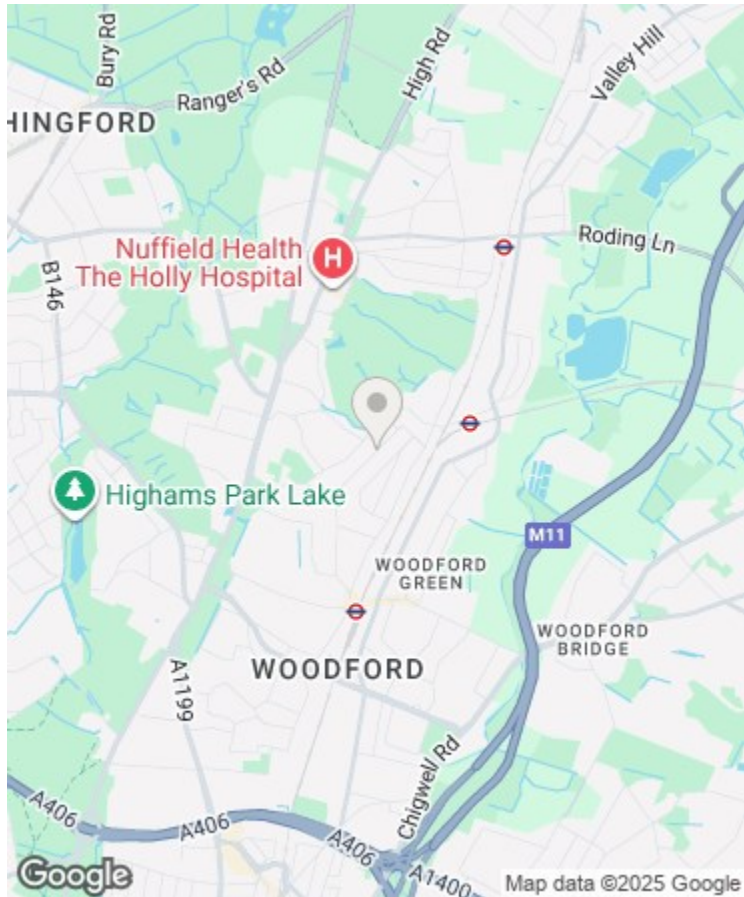 Bury Rd
Ranger's Rd
High Rd
Valley Hill
HINGFORD
Nuffield Health
The Holly Hospital
H
Roding Ln
B146
Highams Park Lake
M11
WOODFORD
GREEN
WOODFORD
BRIDGE
WOODFORD
A1199
Chigwell Rd
A406
A406
A406
A1400
Google
Map data ©2025 Google